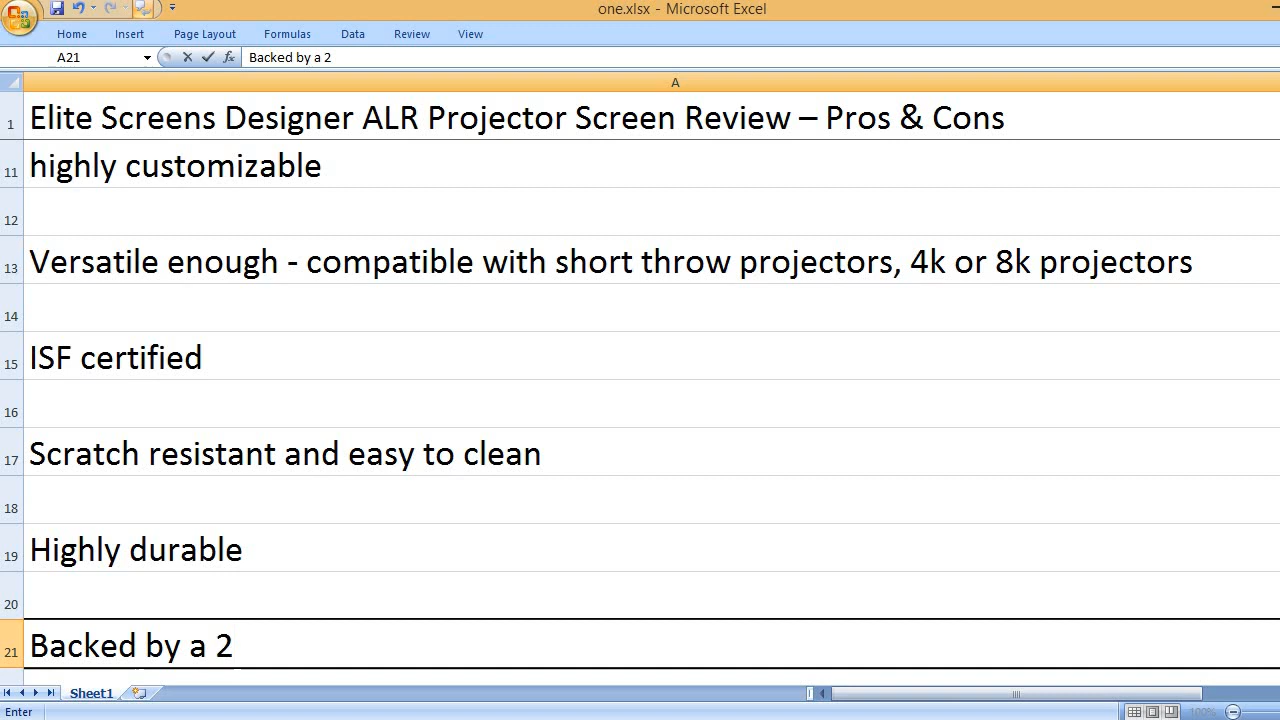 one.xlsx - Microsoft Excel
Home Insert Page Layout Formulas Data Review View
A21 fx Backed by a 2
A
1 Elite Screens Designer ALR Projector Screen Review – Pros & Cons
11 highly customizable
12
13 Versatile enough - compatible with short throw projectors, 4k or 8k projectors
14
15 ISF certified
16
17 Scratch resistant and easy to clean
18
19 Highly durable
20
21 Backed by a 2
Sheet1
Enter 100%